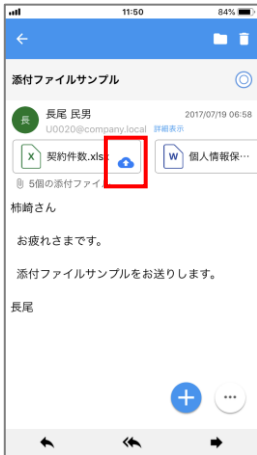 11:50
84%
添付ファイルサンプル
長
長尾 民男
2017/07/19 06:58
U0020@company.local 詳細表示
X 契約件数.xls
W 個人情報保…
5個の添付ファイ
柿崎さん
お疲れさまです。
添付ファイルサンプルをお送りします。
長尾